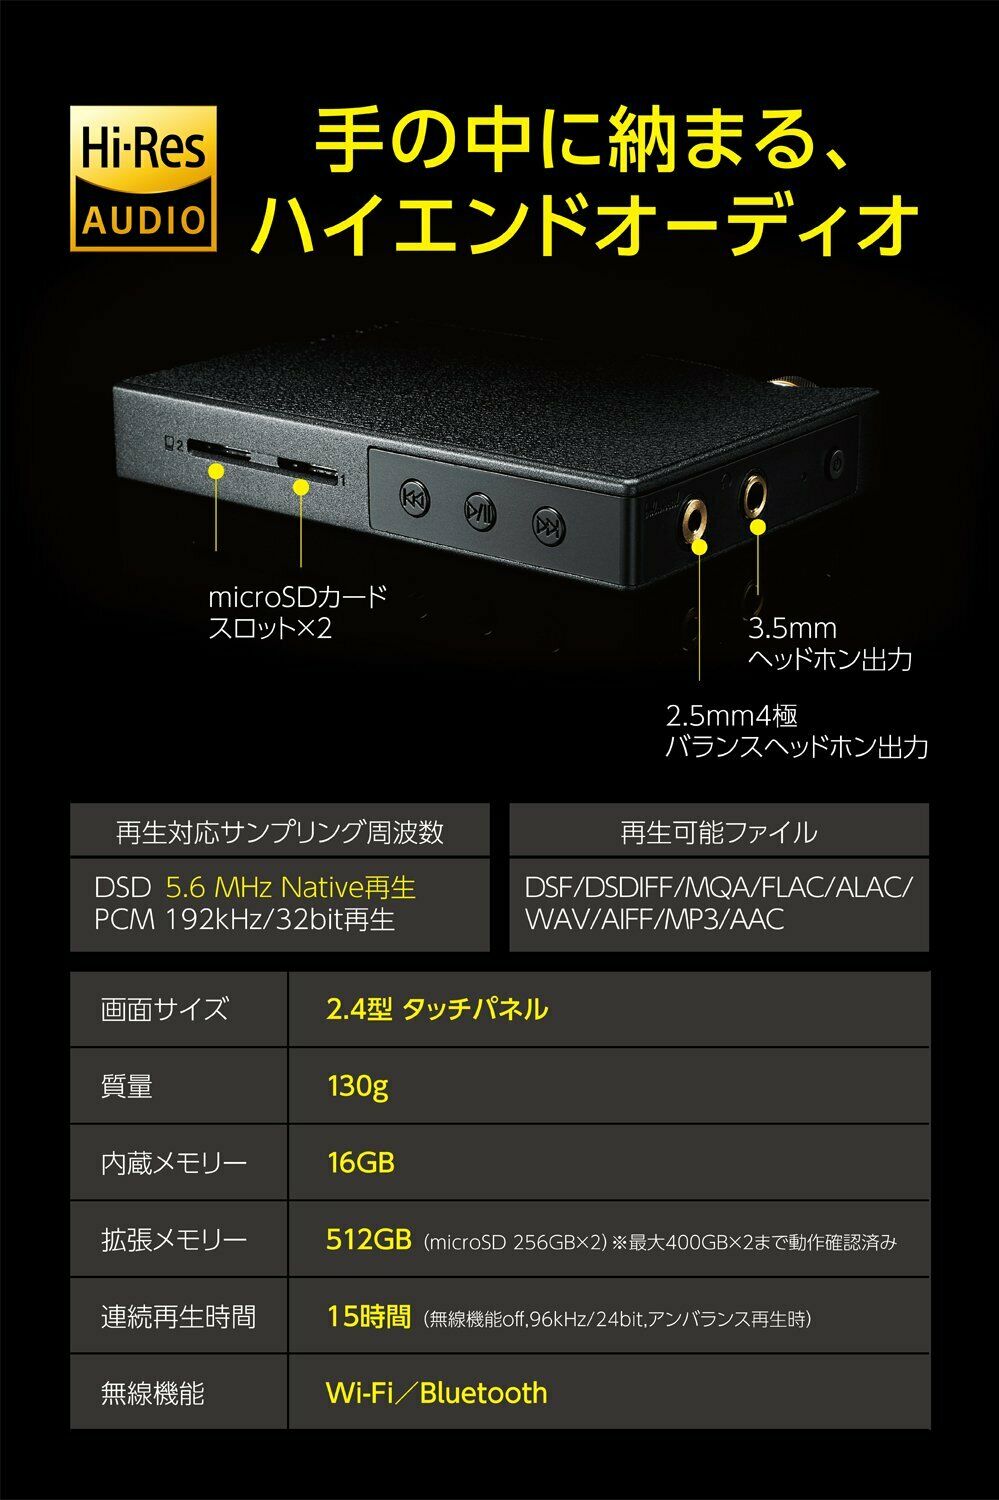 Hi-Res
AUDIO
手の中に納まる、
ハイエンドオーディオ
2
1
microSDカード
スロット×2
3.5mm
ヘッドホン出力
2.5mm4極
バランスヘッドホン出力
再生対応サンプリング周波数
DSD 5.6 MHz Native再生
PCM 192kHz/32bit再生
再生可能ファイル
DSF/DSDIFF/MQA/FLAC/ALAC/
WAV/AIFF/MP3/AAC
画面サイズ
2.4型 タッチパネル
質量
130g
内蔵メモリー
16GB
拡張メモリー
512GB (microSD 256GB×2) ※最大400GB×2まで動作確認済み
連続再生時間
15時間 (無線機能off,96kHz/24bit,アンバランス再生時)
無線機能
Wi-Fi／Bluetooth